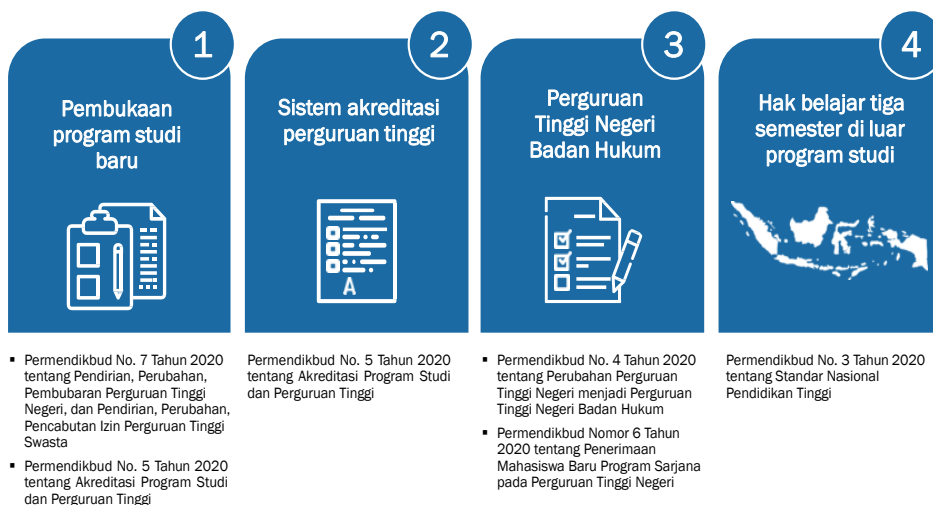 1
Pembukaan
program studi
baru
▪ Permendikbud No. 7 Tahun 2020
tentang Pendirian, Perubahan,
Pembubaran Perguruan Tinggi
Negeri, dan Pendirian, Perubahan,
Pencabutan Izin Perguruan Tinggi
Swasta
▪ Permendikbud No. 5 Tahun 2020
tentang Akreditasi Program Studi
dan Perguruan Tinggi
2
Sistem akreditasi
perguruan tinggi
A
Permendikbud No. 5 Tahun 2020
tentang Akreditasi Program Studi
dan Perguruan Tinggi
3
Perguruan
Tinggi Negeri
Badan Hukum
▪ Permendikbud No. 4 Tahun 2020
tentang Perubahan Perguruan
Tinggi Negeri menjadi Perguruan
Tinggi Negeri Badan Hukum
▪ Permendikbud Nomor 6 Tahun
2020 tentang Penerimaan
Mahasiswa Baru Program Sarjana
pada Perguruan Tinggi Negeri
4
Hak belajar tiga
semester di luar
program studi
Permendikbud No. 3 Tahun 2020
tentang Standar Nasional
Pendidikan Tinggi